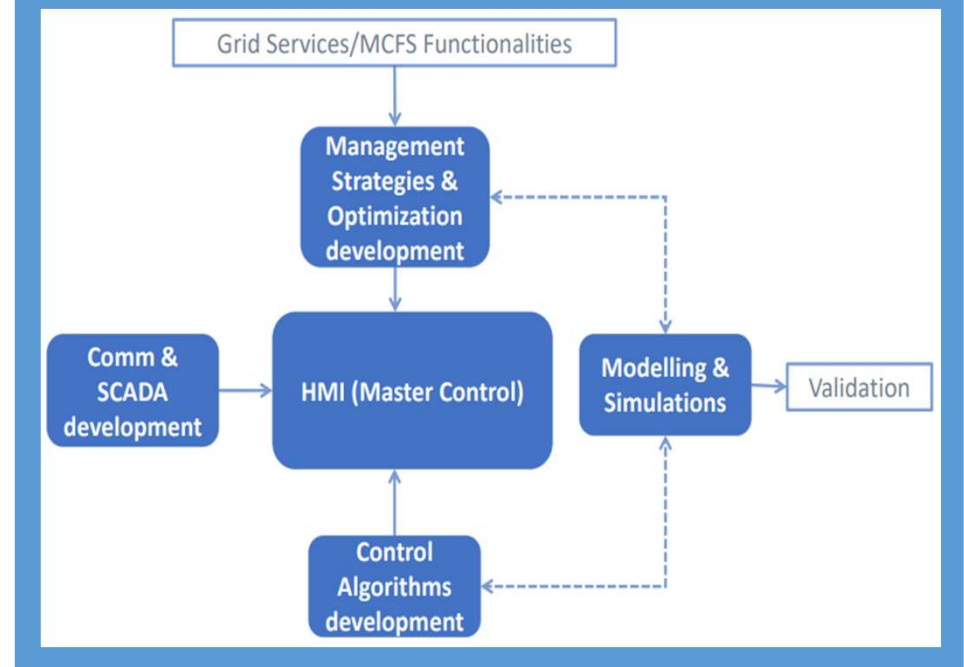 Grid Services/MCFS Functionalities
Management
Strategies &
Optimization
development
Comm &
SCADA
development
HMI (Master Control)
Modelling &
Simulations
Validation
Control
Algorithms
development